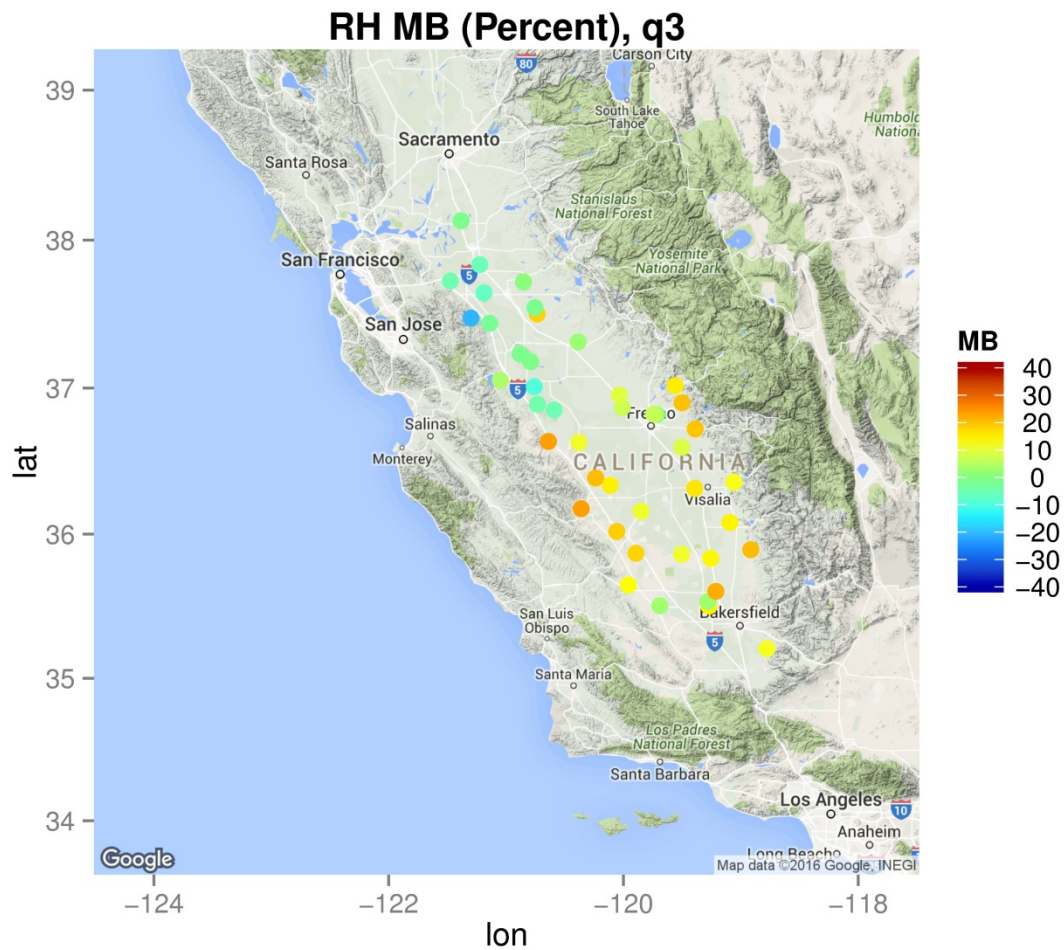 RH MB (Percent), q3
80
Carson City
39
South Lake
Tahoe
Humbol
Nation
Sacramento
Santa Rosa
Stanislaus
National Forest
38
San Francisco
5
Yosemite
National Park
San Jose
MB
40
30
20
10
0
−10
−20
−30
−40
37
5
Fresno
Salinas
Monterey
CALIFORNIA
Visalia
lat
36
San Luis
Obispo
Bakersfield
5
35
Santa Maria
Los Padres
National Forest
Santa Barbara
Los Angeles
10
34
Anaheim
Long Beach
Google
Map data ©2016 Google, INEGI
−124
−122
−120
−118
lon